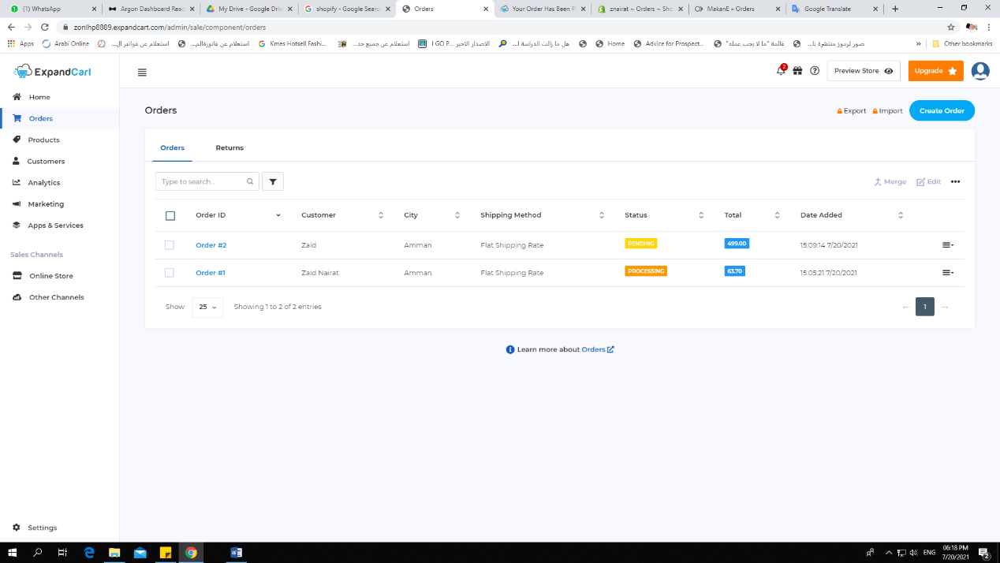 (1) WhatsApp
Argon Dashboard Reac
My Drive - Google Driv
shopify - Google Search
Orders
Your Order Has Been P
znairat ~ Orders ~ Sho
MakanE » Orders
Google Translate
zonlhp8889.expandcart.com/admin/sale/component/orders
Apps
Arabi Online
استعلام عن فواتير ال...
استعلام عن فاتورةالم...
Kmes Hotsell Fashi...
استعلام عن جميع خد...
الاصدار الاخير ..I GO P
هل ما زالت الدراسة ا...
Home
Advice for Prospect...
قائمة "ما لا يجب عمله"
صور لرموز منتشرة با...
»
Other bookmarks
ExpandCart
2
Preview Store
Upgrade
Home
Orders
Products
Customers
Analytics
Marketing
Apps & Services
Sales Channels
Online Store
Other Channels
Settings
Orders
Export
Import
Create Order
Orders
Returns
Type to search..
Merge
Edit
Order ID
Customer
City
Shipping Method
Status
Total
Date Added
Order #2
Zaid
Amman
Flat Shipping Rate
PENDING
499.00
15:09:14 7/20/2021
Order #1
Zaid Nairat
Amman
Flat Shipping Rate
PROCESSING
63.70
15:05:21 7/20/2021
Show
25
Showing 1 to 2 of 2 entries
←
1
→
Learn more about Orders
ENG
06:18 PM
7/20/2021
2